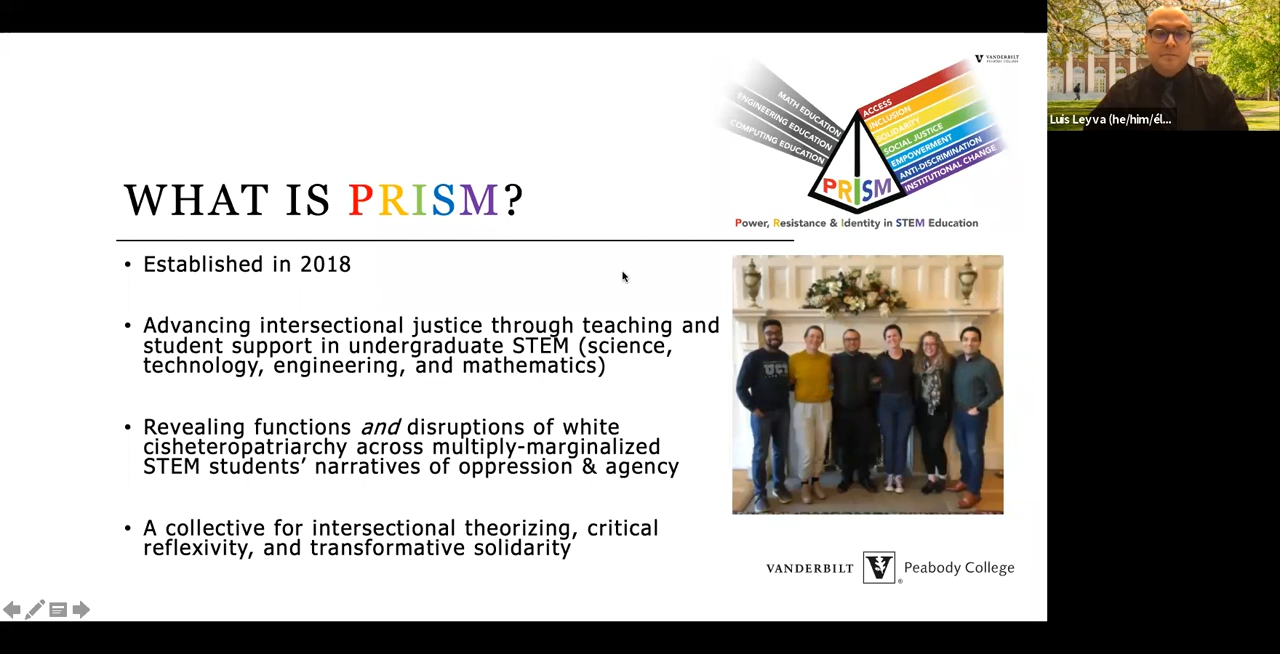 VANDERBILT
PEABODY COLLEGE
MATH EDUCATION
ENGINEERING EDUCATION
COMPUTING EDUCATION
ACCESS
INCLUSION
SOLIDARITY
SOCIAL JUSTICE
EMPOWERMENT
ANTI-DISCRIMINATION
INSTITUTIONAL CHANGE
PRISM
Power, Resistance & Identity in STEM Education
Luis Leyva (he/him/él...
WHAT IS PRISM?
• Established in 2018
• Advancing intersectional justice through teaching and
student support in undergraduate STEM (science,
technology, engineering, and mathematics)
• Revealing functions and disruptions of white
cisheteropatriarchy across multiply-marginalized
STEM students' narratives of oppression & agency
• A collective for intersectional theorizing, critical
reflexivity, and transformative solidarity
UCI
VANDERBILT V® Peabody College